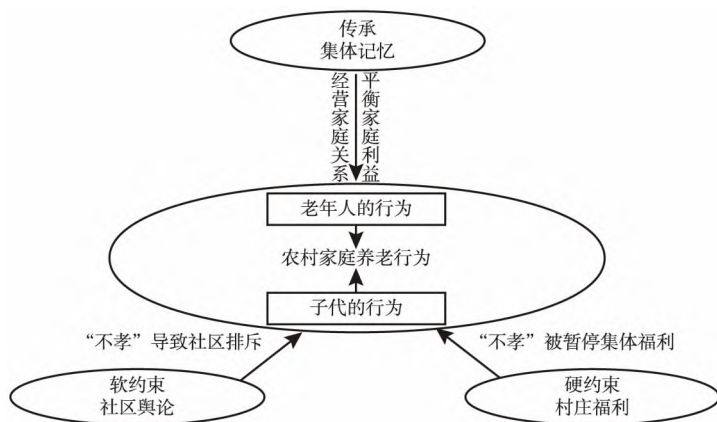 传承
集体记忆
经营家庭关系
平衡家庭利益
老年人的行为
农村家庭养老行为
子代的行为
“不孝”导致社区排斥
“不孝”被暂停集体福利
软约束
社区舆论
硬约束
村庄福利